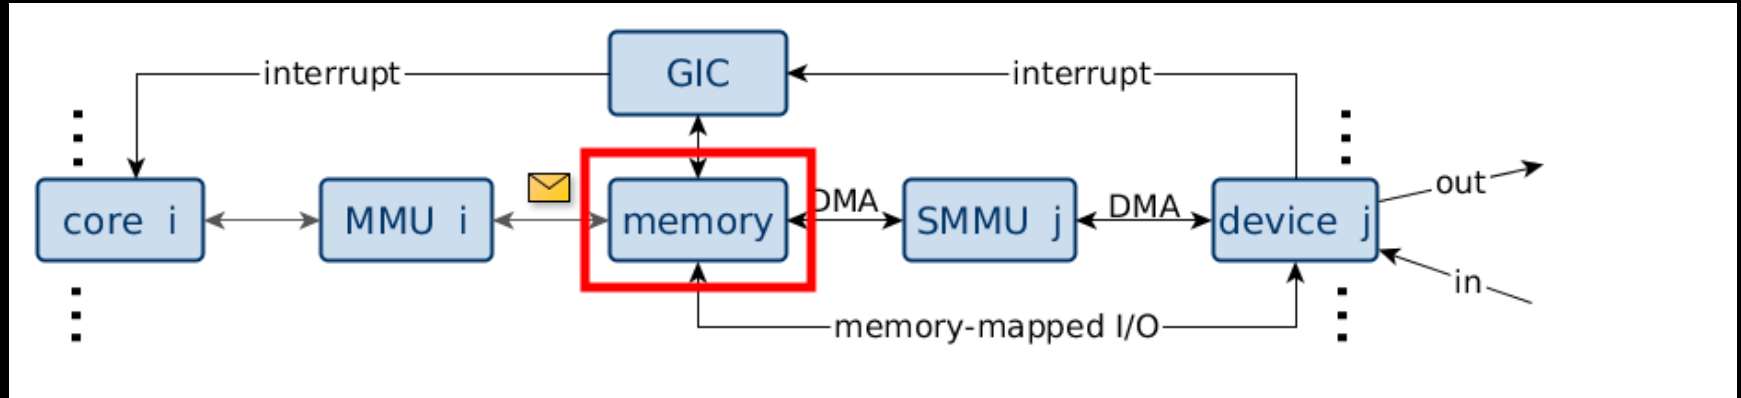 interrupt
GIC
interrupt
core i
MMU i
memory
DMA
SMMU j
DMA
device j
out
in
memory-mapped I/O